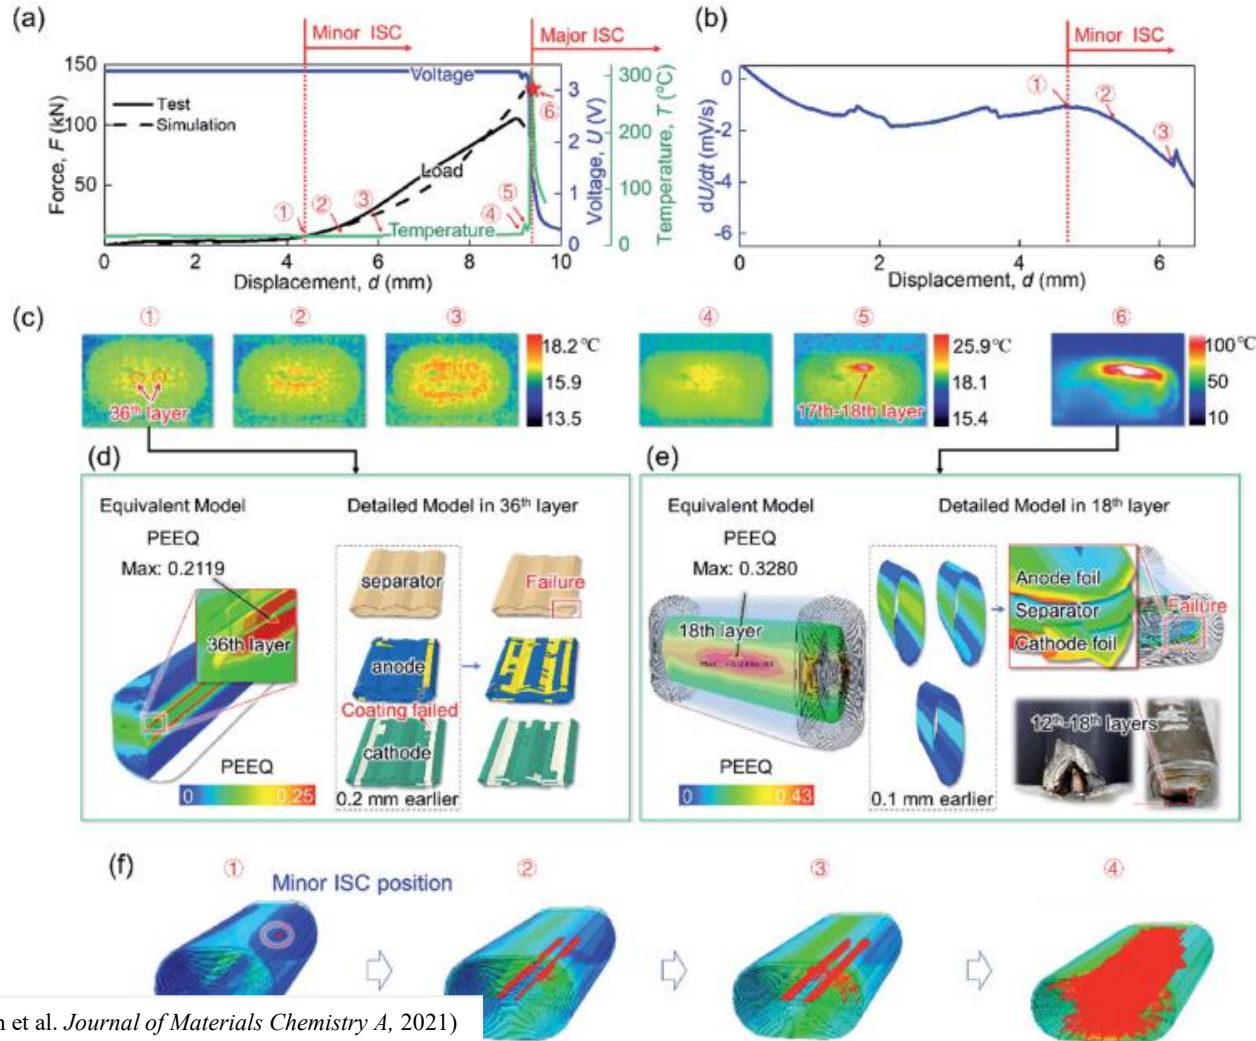 (a)
Minor ISC
Major ISC
150
100
50
Force, F (kN)
Voltage
Test
Simulation
Load
Temperature
① ② ③ ④ ⑤ ⑥
3
2
1
0
Voltage, U (V)
300
200
100
0
Temperature, T (°C)
0 2 4 6 8 10
Displacement, d (mm)
(b)
Minor ISC
0
-2
-4
-6
dU/dt (mV/s)
① ② ③
0 2 4 6
Displacement, d (mm)
(c)
① ② ③ ④ ⑤ ⑥
36th layer
18.2 °C
15.9
13.5
17th-18th layer
25.9°C
18.1
15.4
100°C
50
10
(d)
Equivalent Model
Detailed Model in 36th layer
PEEQ
Max: 0.2119
36th layer
PEEQ
0 0.25
separator
Failure
anode
Coating failed
cathode
0.2 mm earlier
(e)
Equivalent Model
Detailed Model in 18th layer
PEEQ
Max: 0.3280
18th layer
PEEQ
0 0.43
0.1 mm earlier
Anode foil
Separator
Cathode foil
Failure
12th-18th layers
(f)
① ② ③ ④
Minor ISC position
et al. Journal of Materials Chemistry A, 2021)